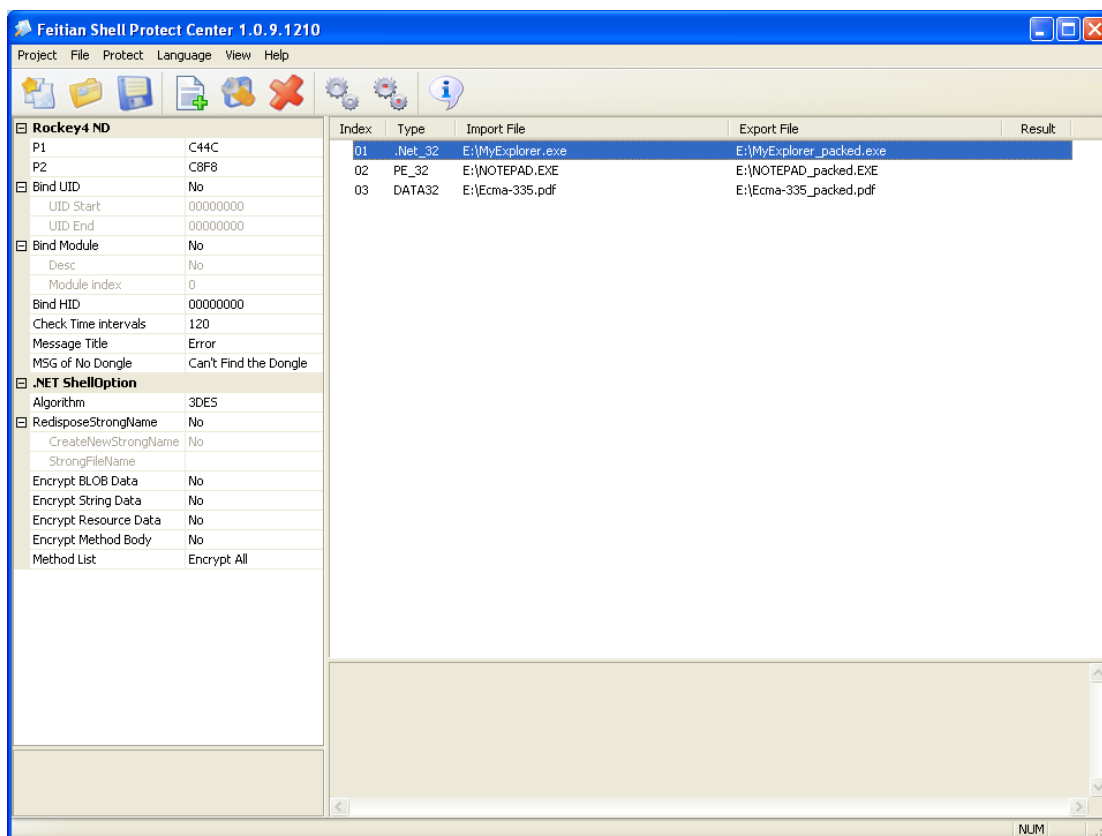 Feitian Shell Protect Center 1.0.9.1210
Project File Protect Language View Help
Rockey4 ND
P1 C44C
P2 C8F8
Bind UID No
UID Start 00000000
UID End 00000000
Bind Module No
Desc No
Module index 0
Bind HID 00000000
Check Time intervals 120
Message Title Error
MSG of No Dongle Can't Find the Dongle
.NET ShellOption
Algorithm 3DES
RedisposeStrongName No
CreateNewStrongName No
StrongFileName
Encrypt BLOB Data No
Encrypt String Data No
Encrypt Resource Data No
Encrypt Method Body No
Method List Encrypt All
Index Type Import File Export File Result
01 .Net_32 E:\MyExplorer.exe E:\MyExplorer_packed.exe
02 PE_32 E:\NOTEPAD.EXE E:\NOTEPAD_packed.EXE
03 DATA32 E:\Ecma-335.pdf E:\Ecma-335_packed.pdf
NUM